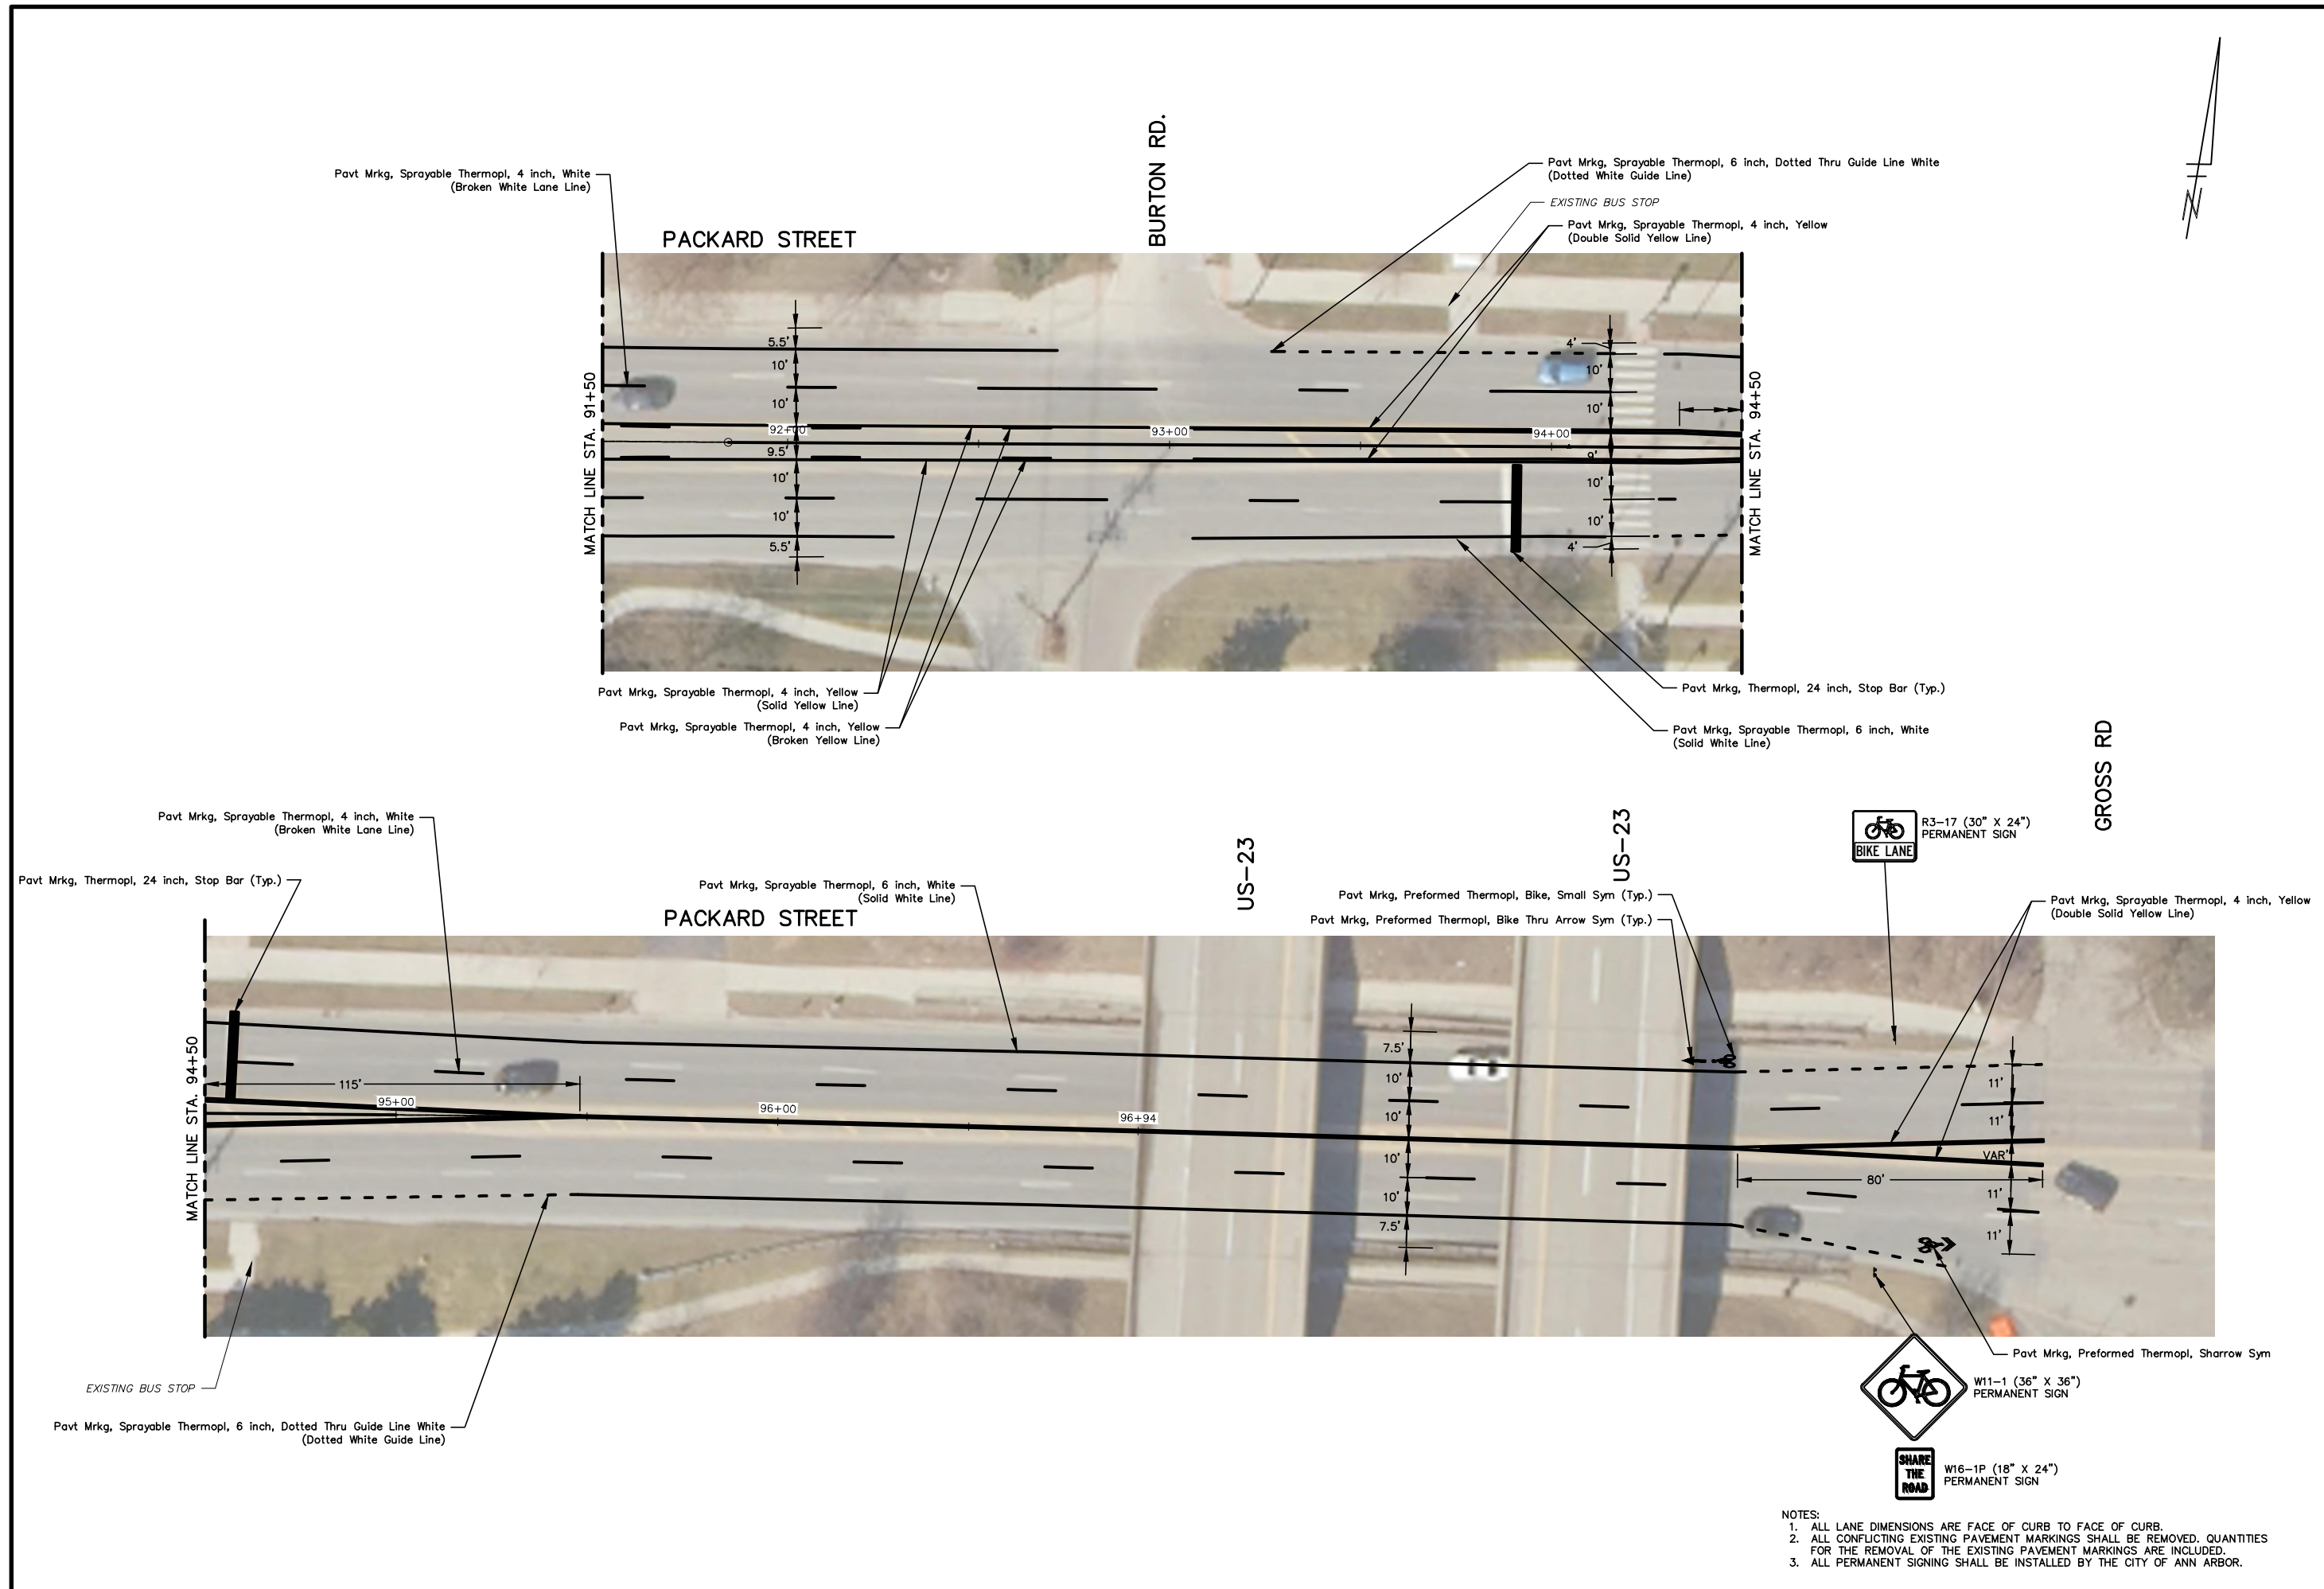 BURTON RD.
Pavt Mrkg, Sprayable Thermopl, 6 inch, Dotted Thru Guide Line White
(Dotted White Guide Line)
Pavt Mrkg, Sprayable Thermopl, 4 inch, White
(Broken White Lane Line)
EXISTING BUS STOP
N
Pavt Mrkg, Sprayable Thermopl, 4 inch, Yellow
(Double Solid Yellow Line)
PACKARD STREET
MATCH LINE STA. 91+50
5.5'
10'
10'
92+00
9.5'
10'
10'
5.5'
93+00
94+00
4'
10'
10'
9'
10'
10'
4'
MATCH LINE STA. 94+50
Pavt Mrkg, Sprayable Thermopl, 4 inch, Yellow
(Solid Yellow Line)
Pavt Mrkg, Sprayable Thermopl, 4 inch, Yellow
(Broken Yellow Line)
Pavt Mrkg, Thermopl, 24 inch, Stop Bar (Typ.)
Pavt Mrkg, Sprayable Thermopl, 6 inch, White
(Solid White Line)
GROSS RD
Pavt Mrkg, Sprayable Thermopl, 4 inch, White
(Broken White Lane Line)
US-23
US-23
BIKE LANE
R3-17 (30" X 24")
PERMANENT SIGN
Pavt Mrkg, Thermopl, 24 inch, Stop Bar (Typ.)
Pavt Mrkg, Sprayable Thermopl, 6 inch, White
(Solid White Line)
Pavt Mrkg, Preformed Thermopl, Bike, Small Sym (Typ.)
Pavt Mrkg, Preformed Thermopl, Bike Thru Arrow Sym (Typ.)
Pavt Mrkg, Sprayable Thermopl, 4 inch, Yellow
(Double Solid Yellow Line)
PACKARD STREET
MATCH LINE STA. 94+50
115'
95+00
96+00
96+94
7.5'
10'
10'
10'
10'
7.5'
11'
11'
VAR'
80'
11'
11'
EXISTING BUS STOP
Pavt Mrkg, Sprayable Thermopl, 6 inch, Dotted Thru Guide Line White
(Dotted White Guide Line)
Pavt Mrkg, Preformed Thermopl, Sharrow Sym
W11-1 (36" X 36")
PERMANENT SIGN
SHARE
THE
ROAD
W16-1P (18" X 24")
PERMANENT SIGN
NOTES:
1. ALL LANE DIMENSIONS ARE FACE OF CURB TO FACE OF CURB.
2. ALL CONFLICTING EXISTING PAVEMENT MARKINGS SHALL BE REMOVED. QUANTITIES
FOR THE REMOVAL OF THE EXISTING PAVEMENT MARKINGS ARE INCLUDED.
3. ALL PERMANENT SIGNING SHALL BE INSTALLED BY THE CITY OF ANN ARBOR.